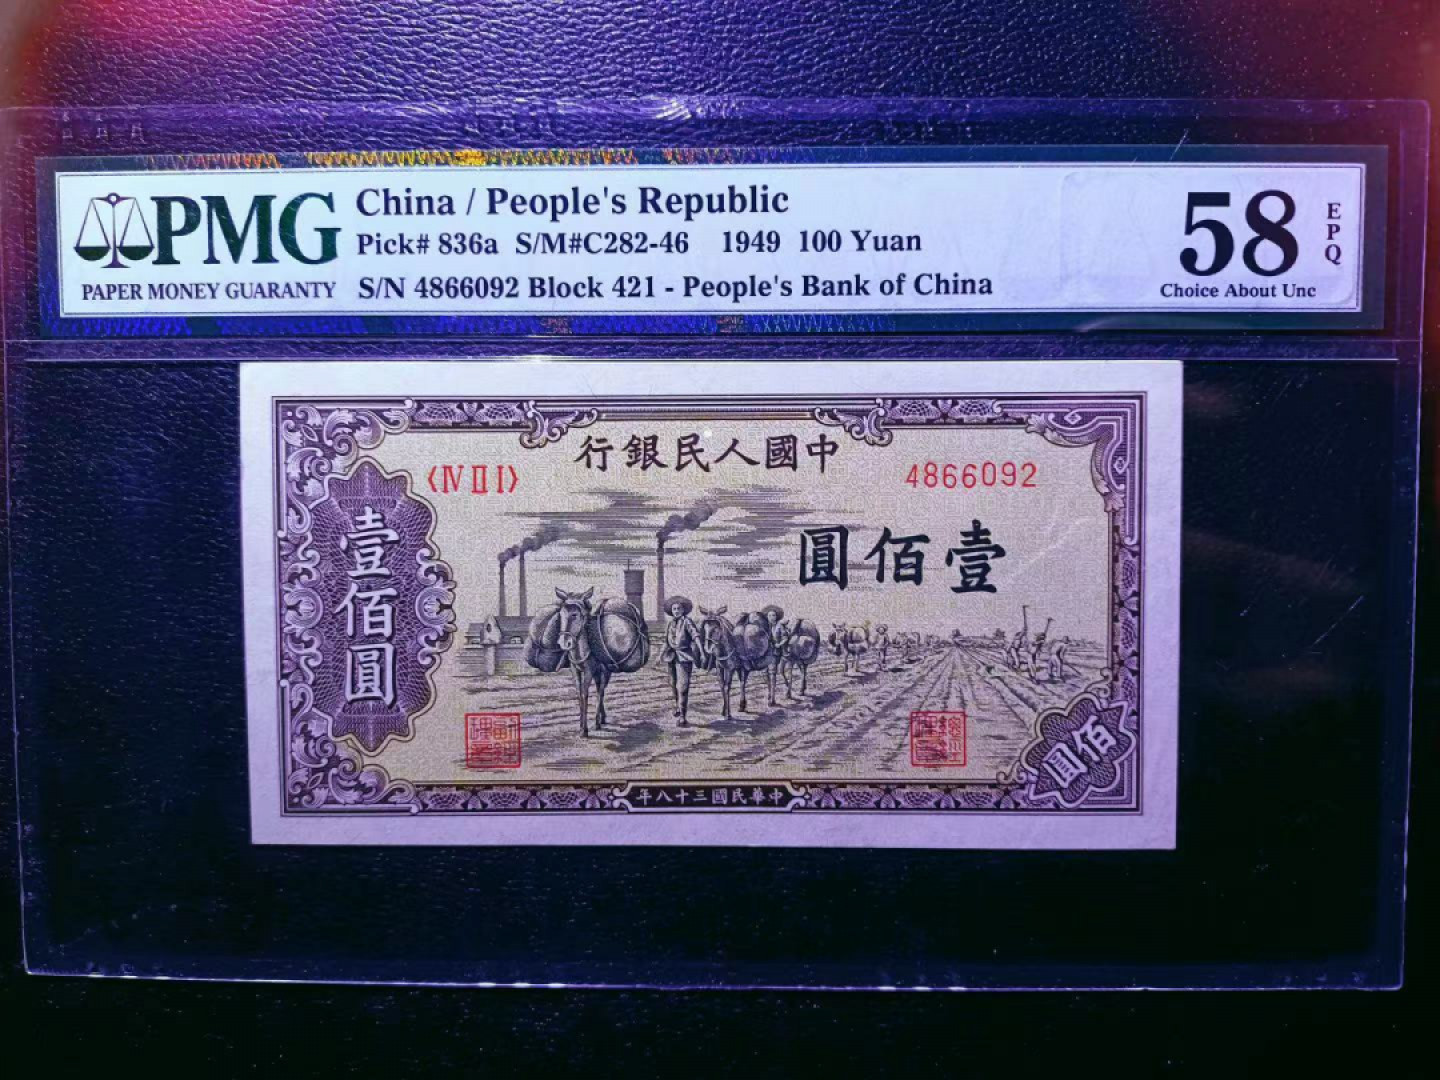 PMG
PAPER MONEY GUARANTY
China / People's Republic
Pick# 836a S/M#C282-46 1949 100 Yuan
S/N 4866092 Block 421 - People's Bank of China
58
EPQ
Choice About Unc
行銀民人國中
〈Ⅳ Ⅱ Ⅰ〉
4866092
圓佰壹
壹佰圓
佰圓
年八十三國民華中